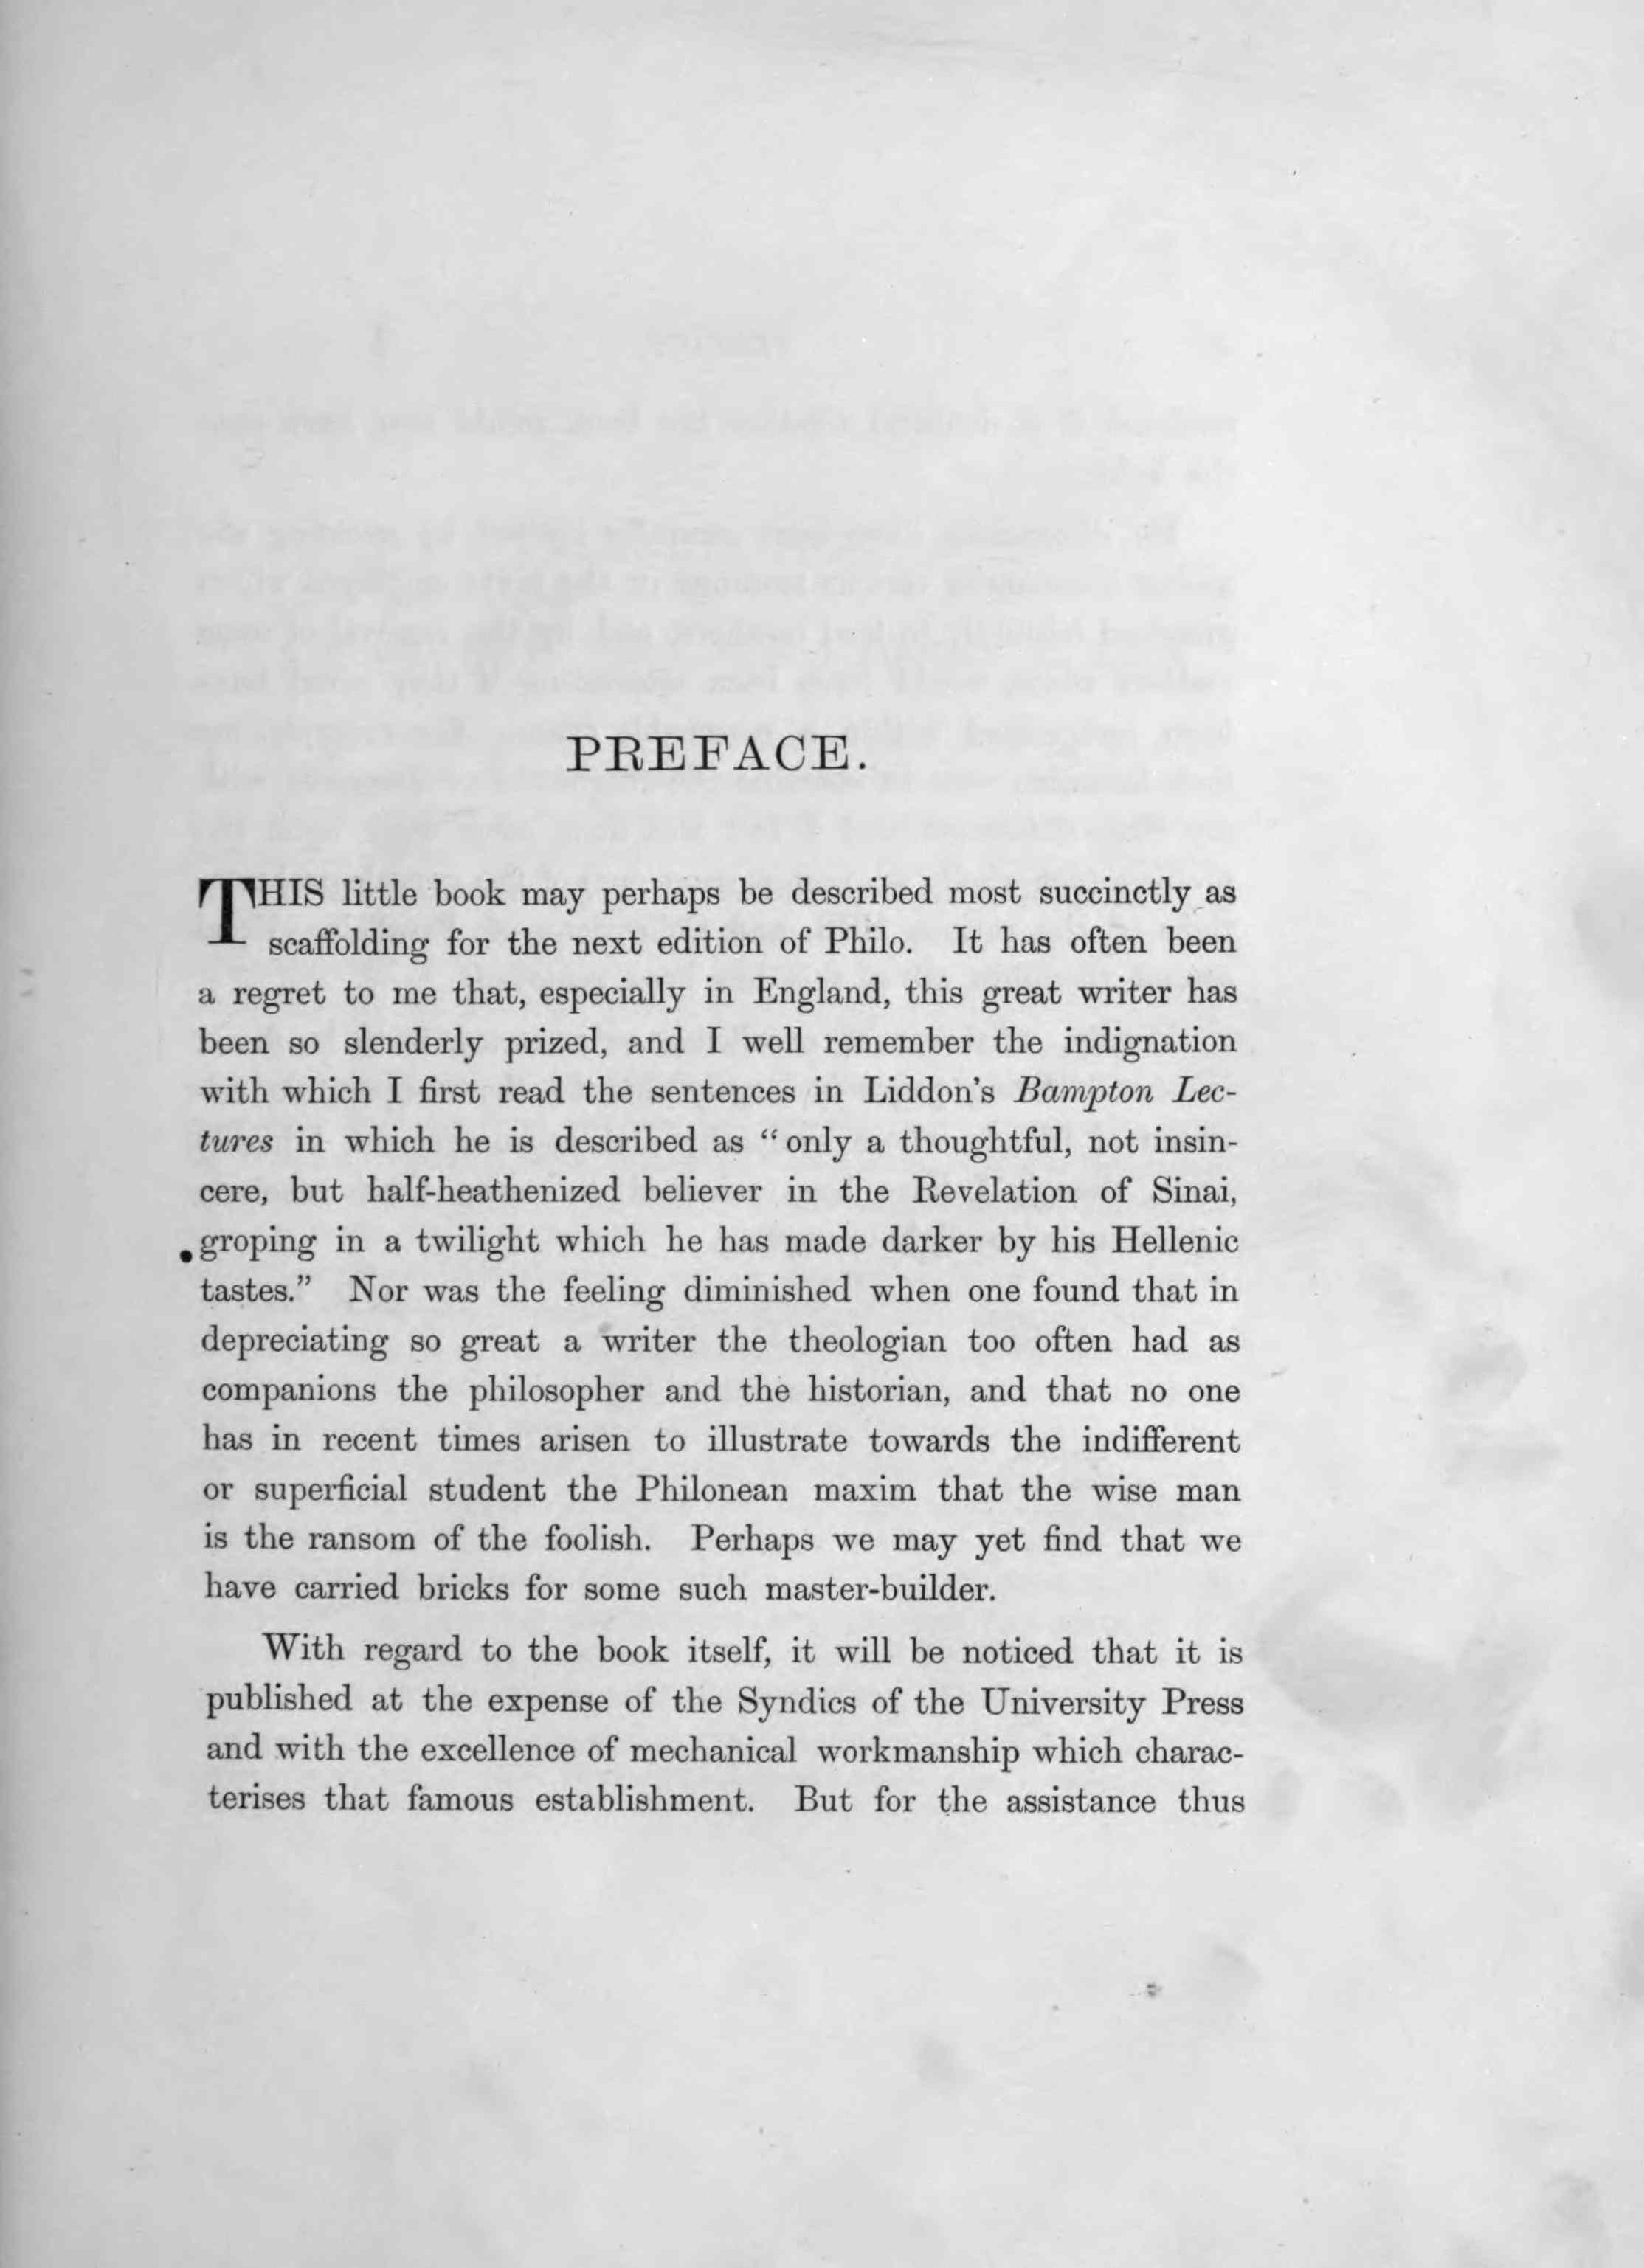 PREFACE.
THIS little book may perhaps be described most succinctly as
scaffolding for the next edition of Philo. It has often been
a regret to me that, especially in England, this great writer has
been so slenderly prized, and I well remember the indignation
with which I first read the sentences in Liddon's Bampton Lec-
tures in which he is described as “only a thoughtful, not insin-
cere, but half-heathenized believer in the Revelation of Sinai,
groping in a twilight which he has made darker by his Hellenic
tastes.” Nor was the feeling diminished when one found that in
depreciating so great a writer the theologian too often had as
companions the philosopher and the historian, and that no one
has in recent times arisen to illustrate towards the indifferent
or superficial student the Philonean maxim that the wise man
is the ransom of the foolish. Perhaps we may yet find that we
have carried bricks for some such master-builder.
With regard to the book itself, it will be noticed that it is
published at the expense of the Syndics of the University Press
and with the excellence of mechanical workmanship which charac-
terises that famous establishment. But for the assistance thus